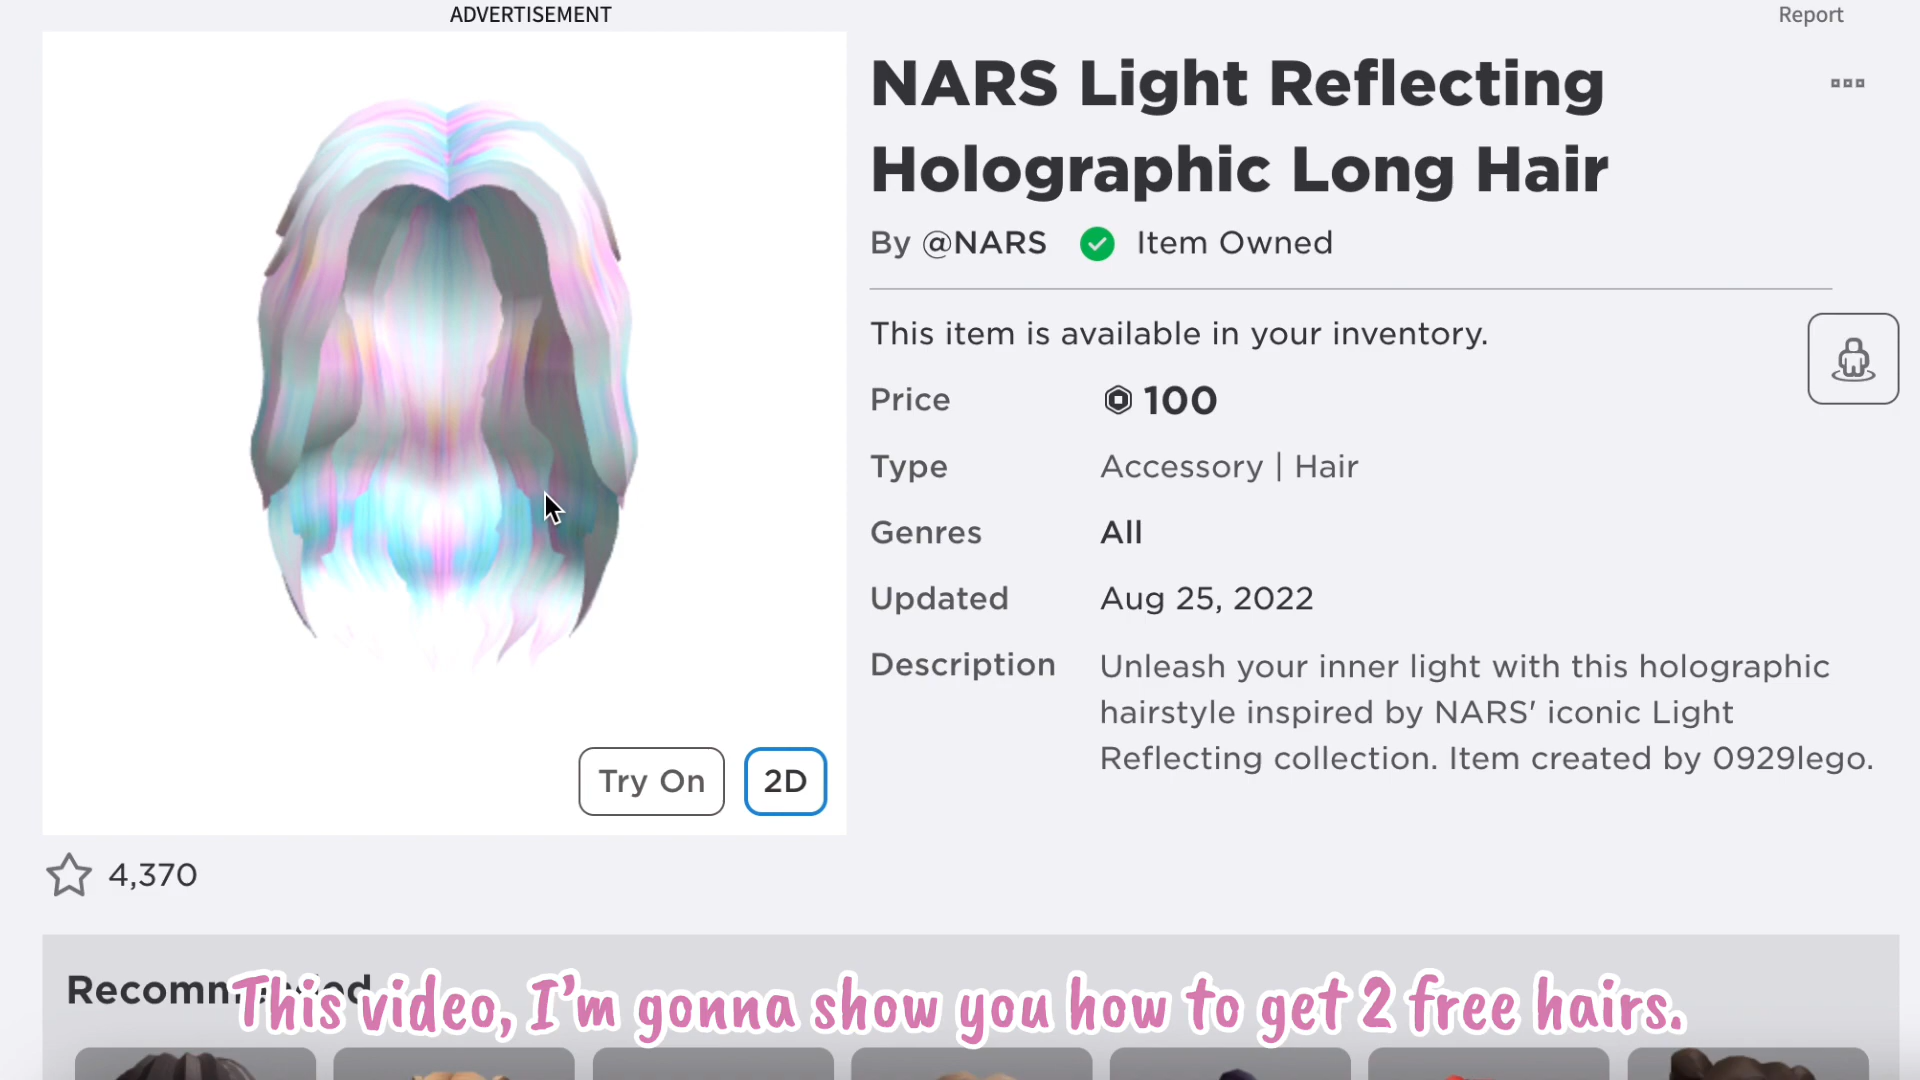 ADVERTISEMENT
Report
NARS Light Reflecting
Holographic Long Hair
By @NARS Item Owned
This item is available in your inventory.
Price 100
Type Accessory | Hair
Genres All
Updated Aug 25, 2022
Description Unleash your inner light with this holographic
hairstyle inspired by NARS' iconic Light
Reflecting collection. Item created by 0929lego.
Try On 2D
4,370
Recommended
This video, I'm gonna show you how to get 2 free hairs.